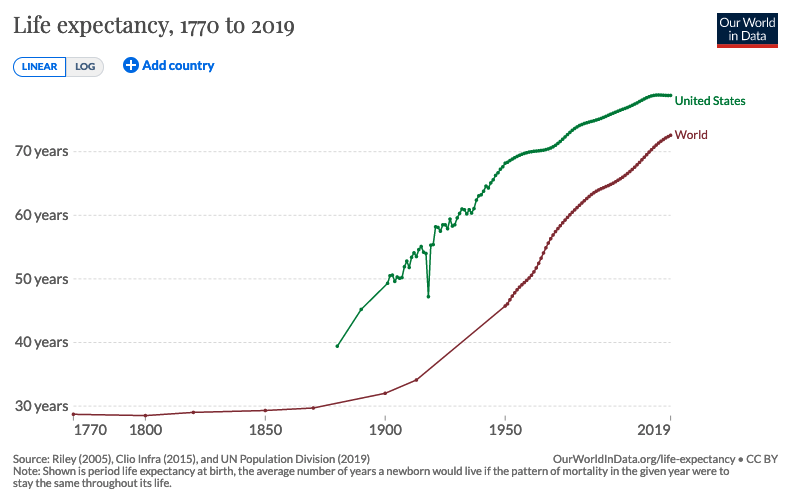 Life expectancy, 1770 to 2019
Our World
in Data
LINEAR LOG
Add country
United States
World
70 years
60 years
50 years
40 years
30 years
1770 1800 1850 1900 1950 2019
Source: Riley (2005), Clio Infra (2015), and UN Population Division (2019)
OurWorldInData.org/life-expectancy • CC BY
Note: Shown is period life expectancy at birth, the average number of years a newborn would live if the pattern of mortality in the given year were to
stay the same throughout its life.